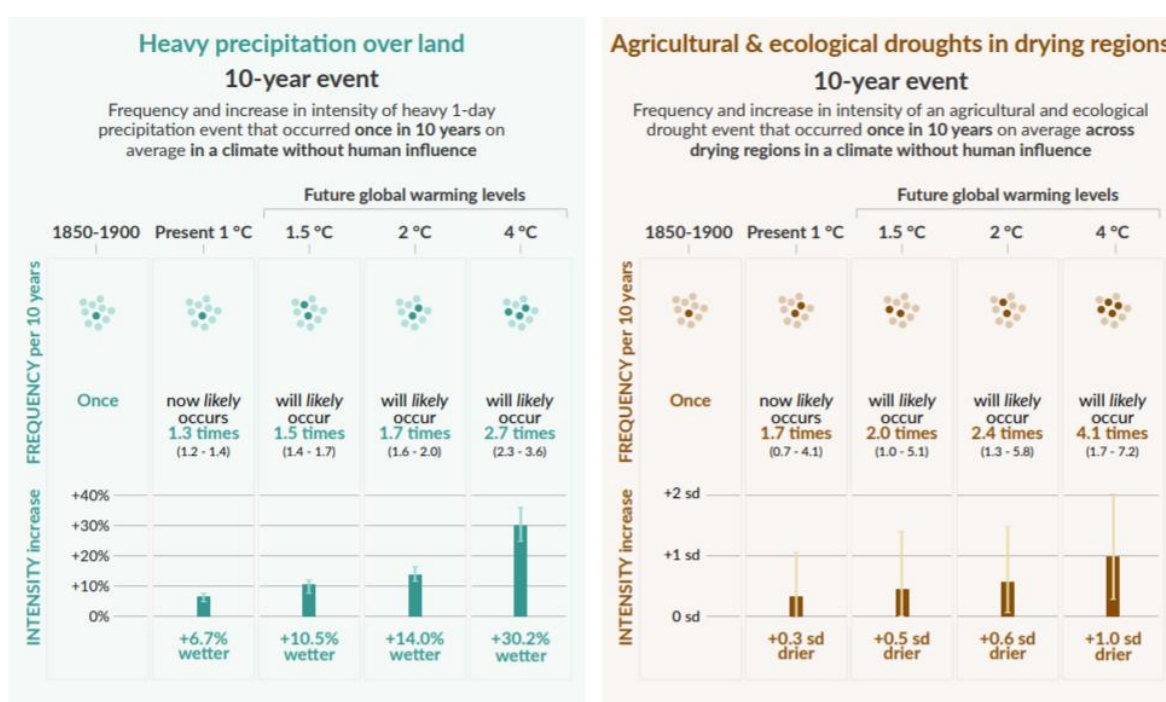 Heavy precipitation over land
10-year event
Frequency and increase in intensity of heavy 1-day
precipitation event that occurred once in 10 years on
average in a climate without human influence
Future global warming levels
1850-1900 Present 1 °C 1.5 °C 2 °C 4 °C
FREQUENCY per 10 years
Once
now likely occurs 1.3 times (1.2 - 1.4)
will likely occur 1.5 times (1.4 - 1.7)
will likely occur 1.7 times (1.6 - 2.0)
will likely occur 2.7 times (2.3 - 3.6)
INTENSITY increase
+40%
+30%
+20%
+10%
0%
+6.7% wetter
+10.5% wetter
+14.0% wetter
+30.2% wetter
Agricultural & ecological droughts in drying regions
10-year event
Frequency and increase in intensity of an agricultural and ecological
drought event that occurred once in 10 years on average across
drying regions in a climate without human influence
Future global warming levels
1850-1900 Present 1 °C 1.5 °C 2 °C 4 °C
FREQUENCY per 10 years
Once
now likely occurs 1.7 times (0.7 - 4.1)
will likely occur 2.0 times (1.0 - 5.1)
will likely occur 2.4 times (1.3 - 5.8)
will likely occur 4.1 times (1.7 - 7.2)
INTENSITY increase
+2 sd
+1 sd
0 sd
+0.3 sd drier
+0.5 sd drier
+0.6 sd drier
+1.0 sd drier